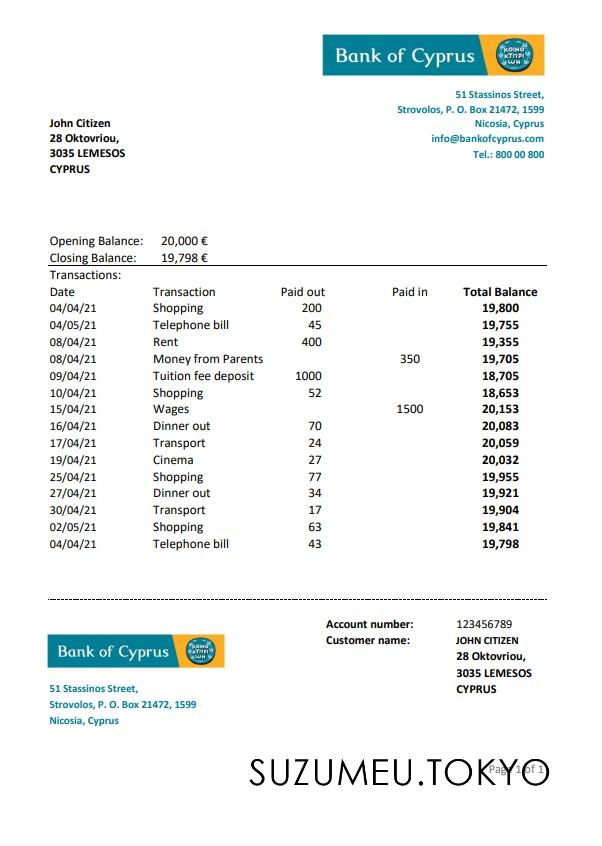 Bank of Cyprus
ΚΟΙΝΟ
ΚΥΠΡΙ
ΩΝ
51 Stassinos Street,
Strovolos, P. O. Box 21472, 1599
Nicosia, Cyprus
info@bankofcyprus.com
Tel.: 800 00 800
John Citizen
28 Oktovriou,
3035 LEMESOS
CYPRUS
Opening Balance: 20,000 €
Closing Balance: 19,798 €
Transactions:
Date Transaction Paid out Paid in Total Balance
04/04/21 Shopping 200 19,800
04/05/21 Telephone bill 45 19,755
08/04/21 Rent 400 19,355
08/04/21 Money from Parents 350 19,705
09/04/21 Tuition fee deposit 1000 18,705
10/04/21 Shopping 52 18,653
15/04/21 Wages 1500 20,153
16/04/21 Dinner out 70 20,083
17/04/21 Transport 24 20,059
19/04/21 Cinema 27 20,032
25/04/21 Shopping 77 19,955
27/04/21 Dinner out 34 19,921
30/04/21 Transport 17 19,904
02/05/21 Shopping 63 19,841
04/04/21 Telephone bill 43 19,798
Account number: 123456789
Customer name: JOHN CITIZEN
28 Oktovriou,
3035 LEMESOS
CYPRUS
Bank of Cyprus
ΚΟΙΝΟ
ΚΥΠΡΙ
ΩΝ
51 Stassinos Street,
Strovolos, P. O. Box 21472, 1599
Nicosia, Cyprus
Page 1 of 1
SUZUMEU.TOKYO